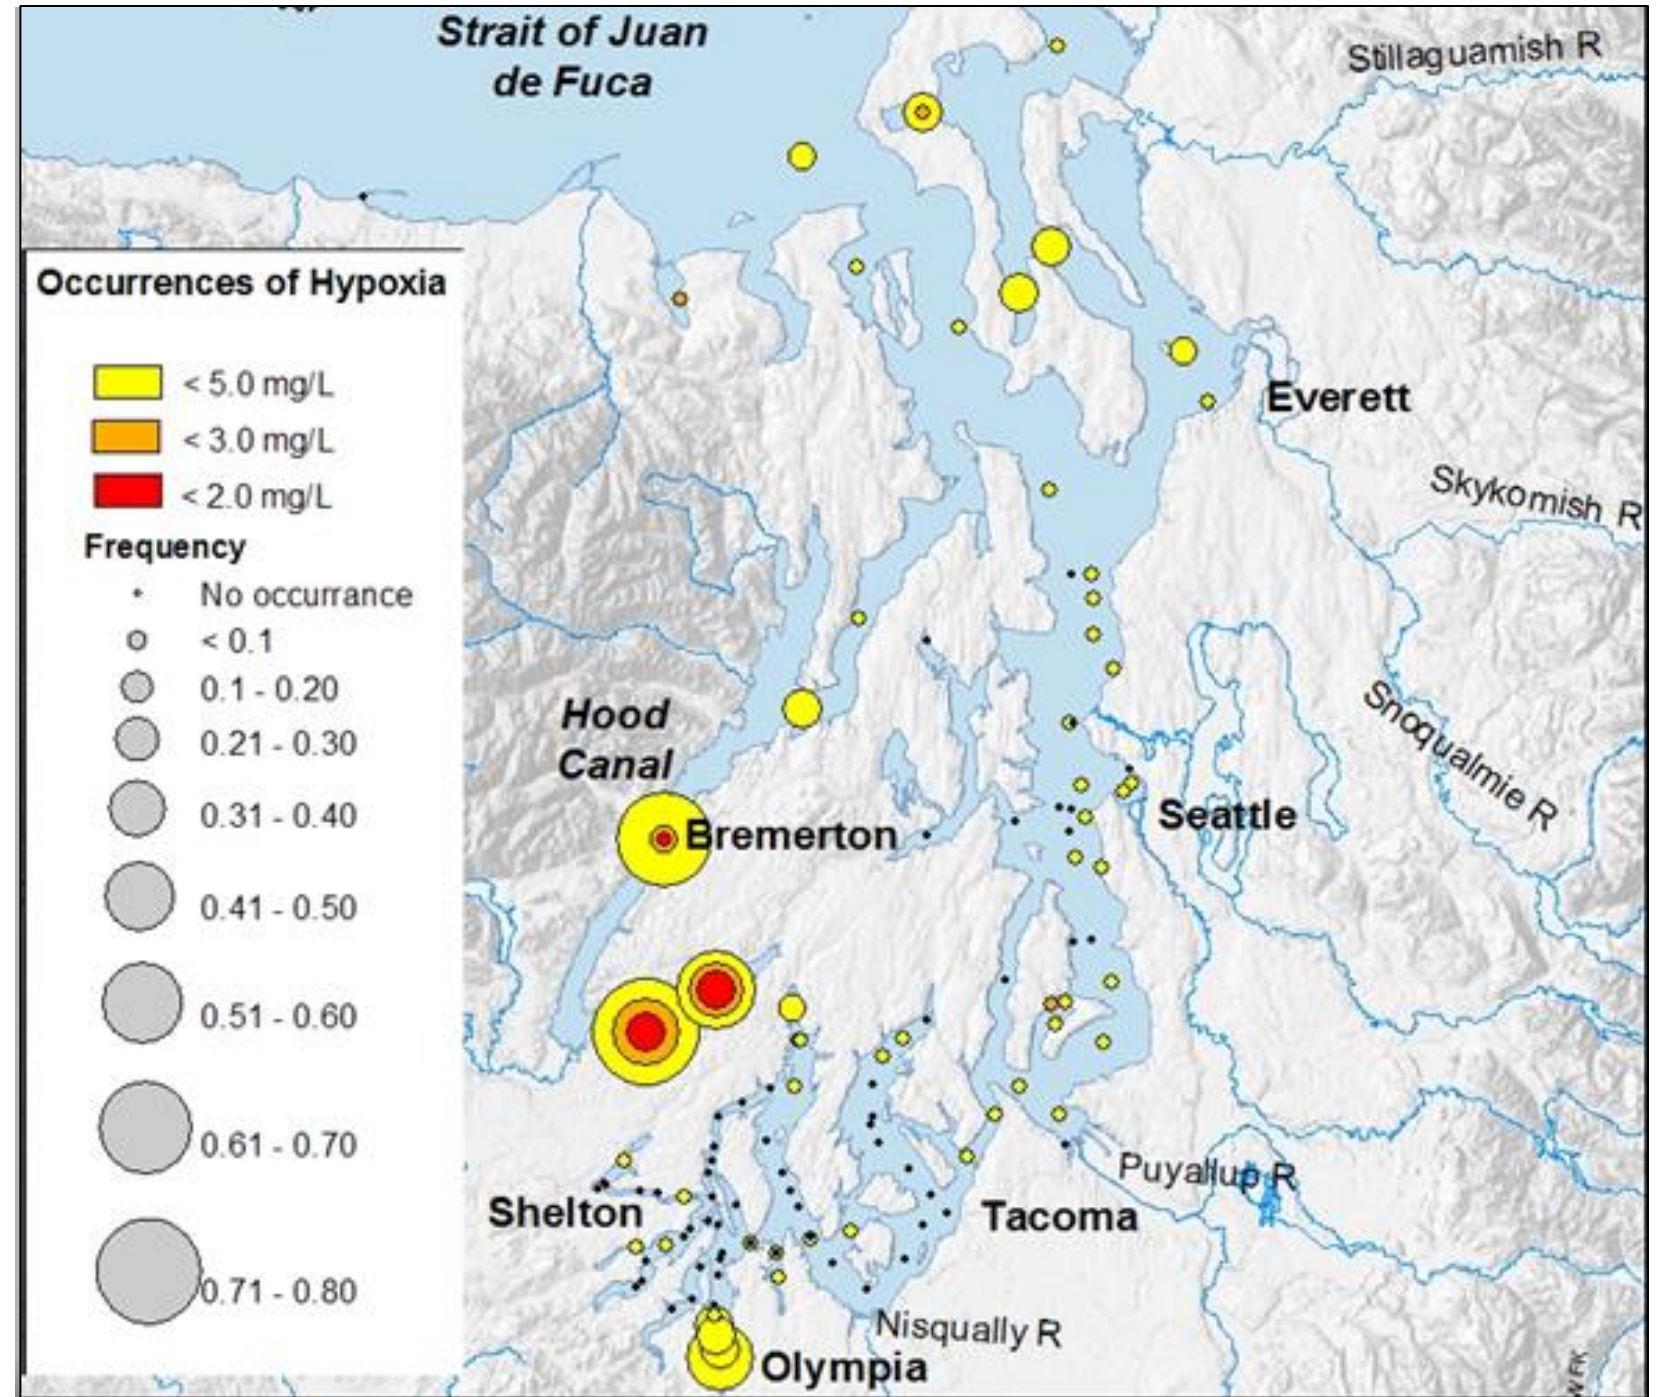 Strait of Juan
de Fuca
Stillaguamish R
Occurrences of Hypoxia
< 5.0 mg/L
< 3.0 mg/L
< 2.0 mg/L
Frequency
No occurrance
< 0.1
0.1 - 0.20
0.21 - 0.30
0.31 - 0.40
0.41 - 0.50
0.51 - 0.60
0.61 - 0.70
0.71 - 0.80
Everett
Skykomish R
Snoqualmie R
Hood
Canal
Bremerton
Seattle
Shelton
Tacoma
Puyallup R
Nisqually R
Olympia